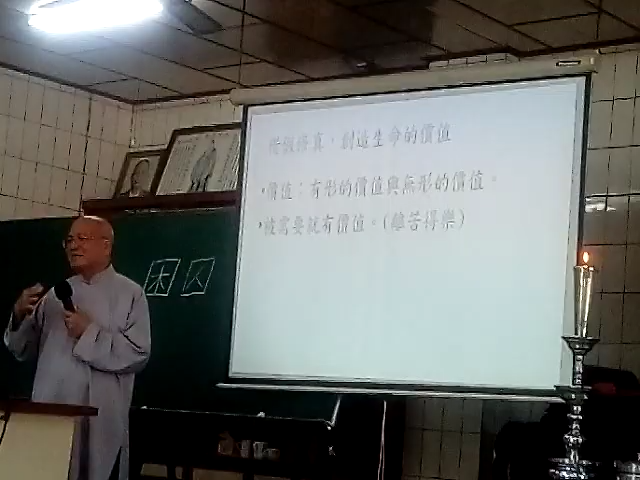 借假修真，創造生命的價值
•價值：有形的價值與無形的價值。
•被需要就有價值。(離苦得樂)
困 囚